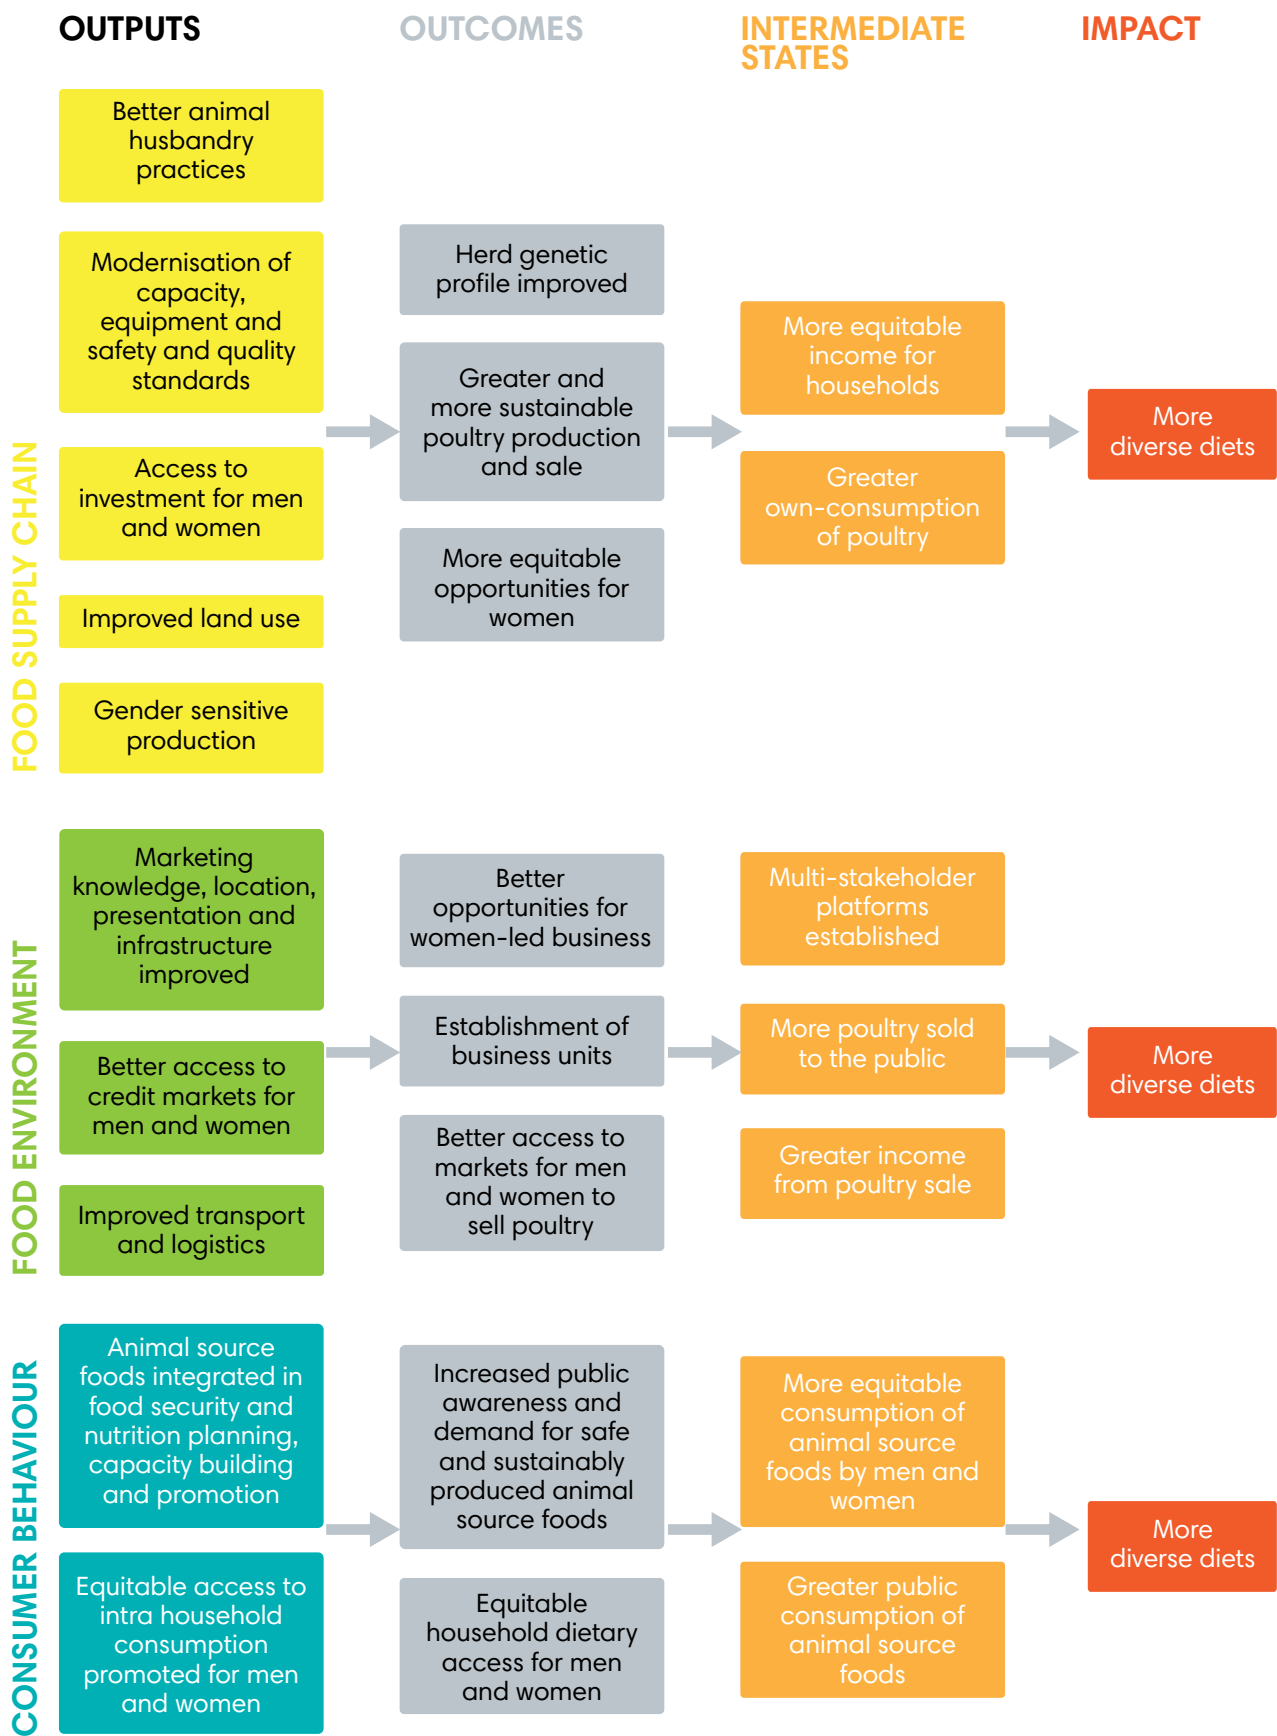 OUTPUTS
OUTCOMES
INTERMEDIATE
STATES
IMPACT
FOOD SUPPLY CHAIN
Better animal
husbandry
practices
Modernisation of
capacity,
equipment and
safety and quality
standards
Access to
investment for men
and women
Improved land use
Gender sensitive
production
Herd genetic
profile improved
Greater and
more sustainable
poultry production
and sale
More equitable
opportunities for
women
More equitable
income for
households
Greater
own-consumption
of poultry
More
diverse diets
FOOD ENVIRONMENT
Marketing
knowledge, location,
presentation and
infrastructure
improved
Better access to
credit markets for
men and women
Improved transport
and logistics
Better
opportunities for
women-led business
Establishment of
business units
Better access to
markets for men
and women to
sell poultry
Multi-stakeholder
platforms
established
More poultry sold
to the public
Greater income
from poultry sale
More
diverse diets
CONSUMER BEHAVIOUR
Animal source
foods integrated in
food security and
nutrition planning,
capacity building
and promotion
Equitable access to
intra household
consumption
promoted for men
and women
Increased public
awareness and
demand for safe
and sustainably
produced animal
source foods
Equitable
household dietary
access for men
and women
More equitable
consumption of
animal source
foods by men and
women
Greater public
consumption of
animal source
foods
More
diverse diets